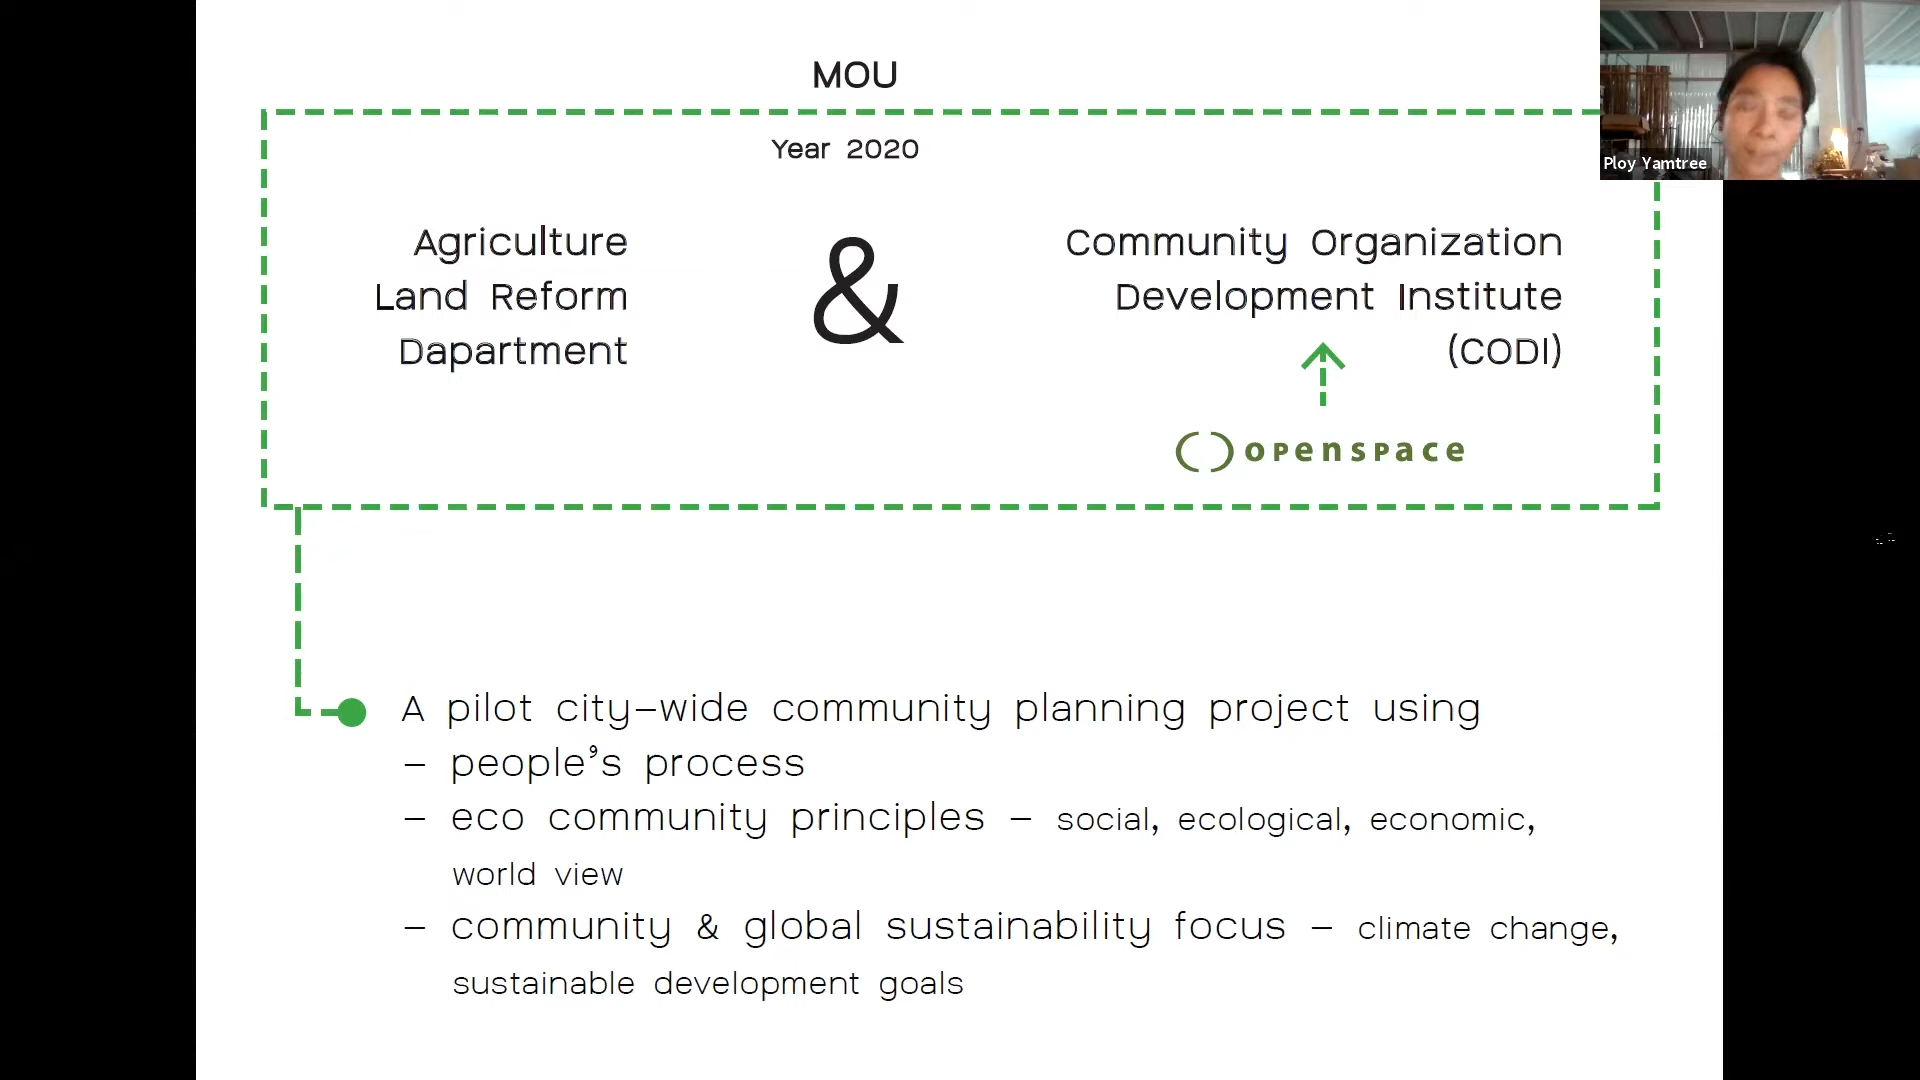 MOU
Year 2020
Agriculture
Land Reform
Dapartment
&
Community Organization
Development Institute
(CODI)
openspace
A pilot city-wide community planning project using
- people's process
- eco community principles - social, ecological, economic,
world view
- community & global sustainability focus - climate change,
sustainable development goals
Ploy Yamtree